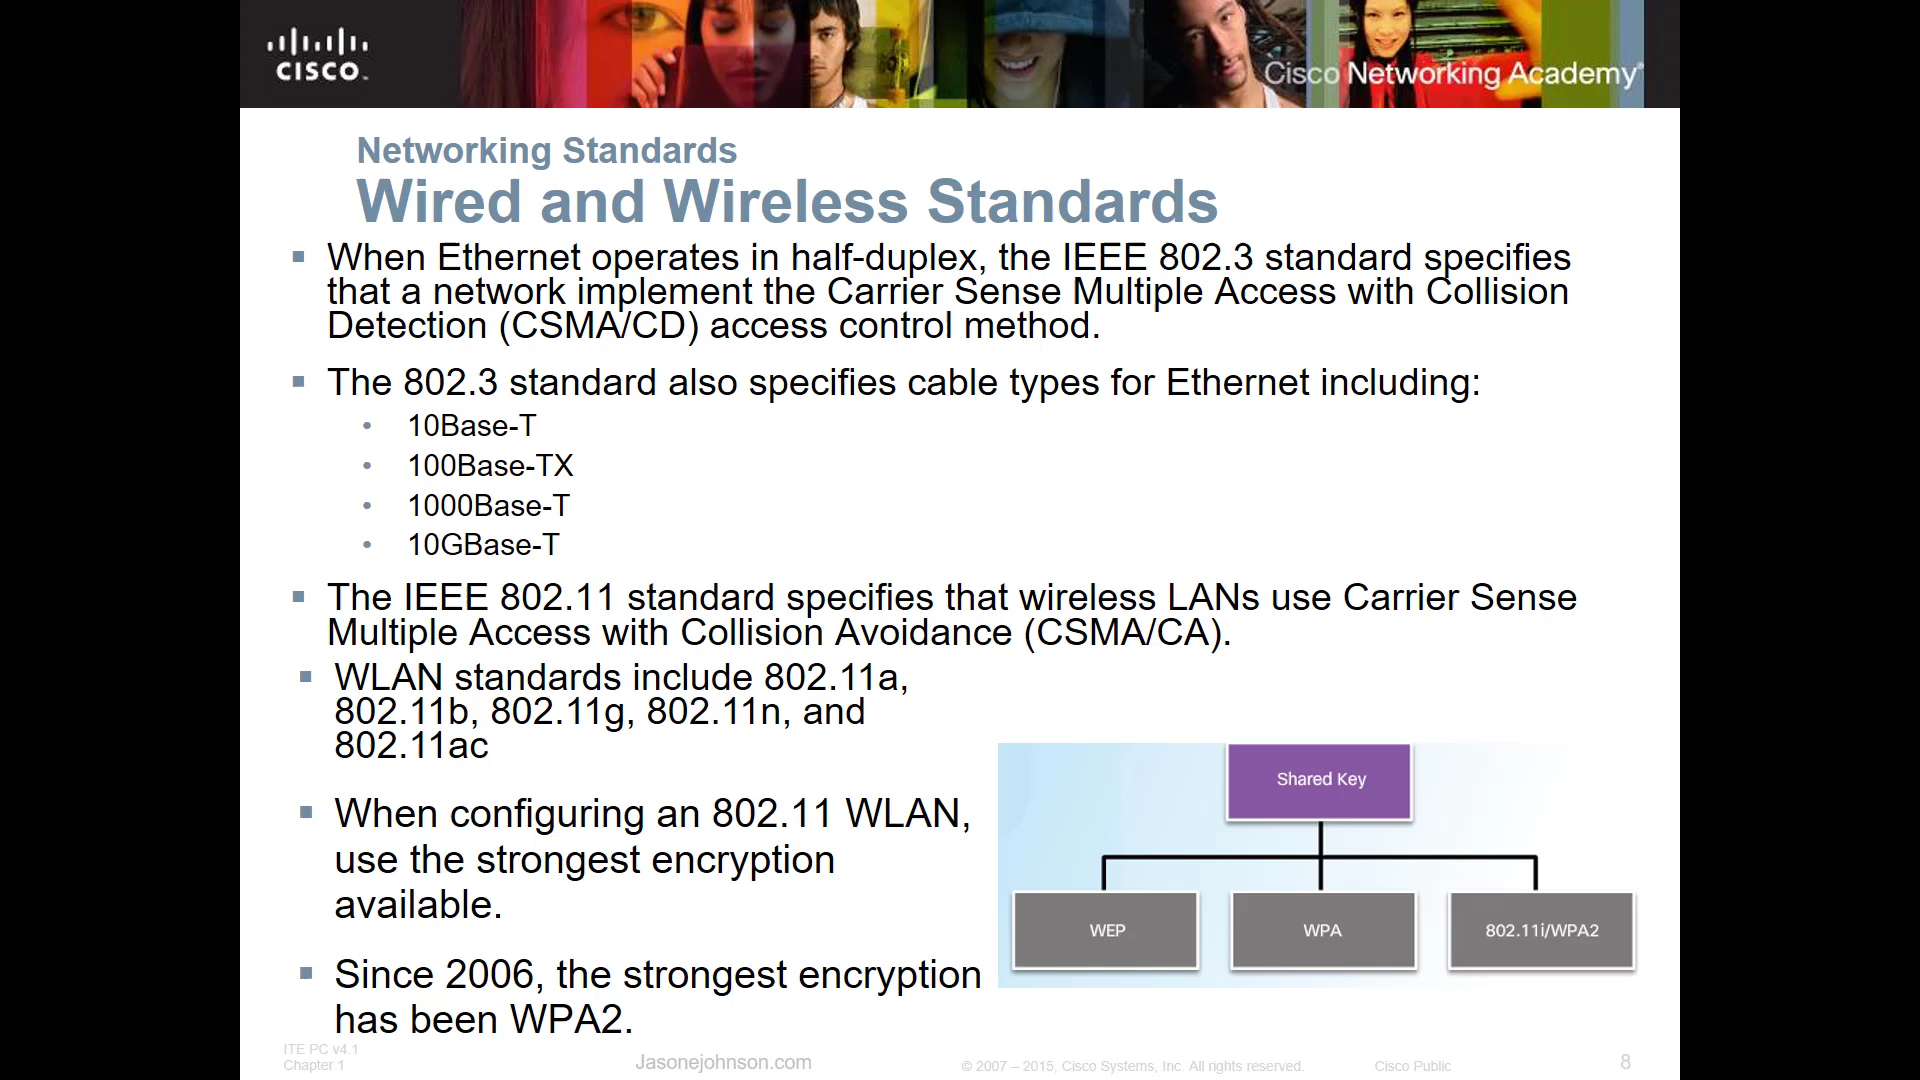 CISCO
Cisco Networking Academy®
Networking Standards
Wired and Wireless Standards
When Ethernet operates in half-duplex, the IEEE 802.3 standard specifies
that a network implement the Carrier Sense Multiple Access with Collision
Detection (CSMA/CD) access control method.
The 802.3 standard also specifies cable types for Ethernet including:
10Base-T
100Base-TX
1000Base-T
10GBase-T
The IEEE 802.11 standard specifies that wireless LANs use Carrier Sense
Multiple Access with Collision Avoidance (CSMA/CA).
WLAN standards include 802.11a,
802.11b, 802.11g, 802.11n, and
802.11ac
When configuring an 802.11 WLAN,
use the strongest encryption
available.
Since 2006, the strongest encryption
has been WPA2.
Shared Key
WEP
WPA
802.11i/WPA2
ITE PC v4.1
Chapter 1
Jasonejohnson.com
© 2007 – 2015, Cisco Systems, Inc. All rights reserved.
Cisco Public
8